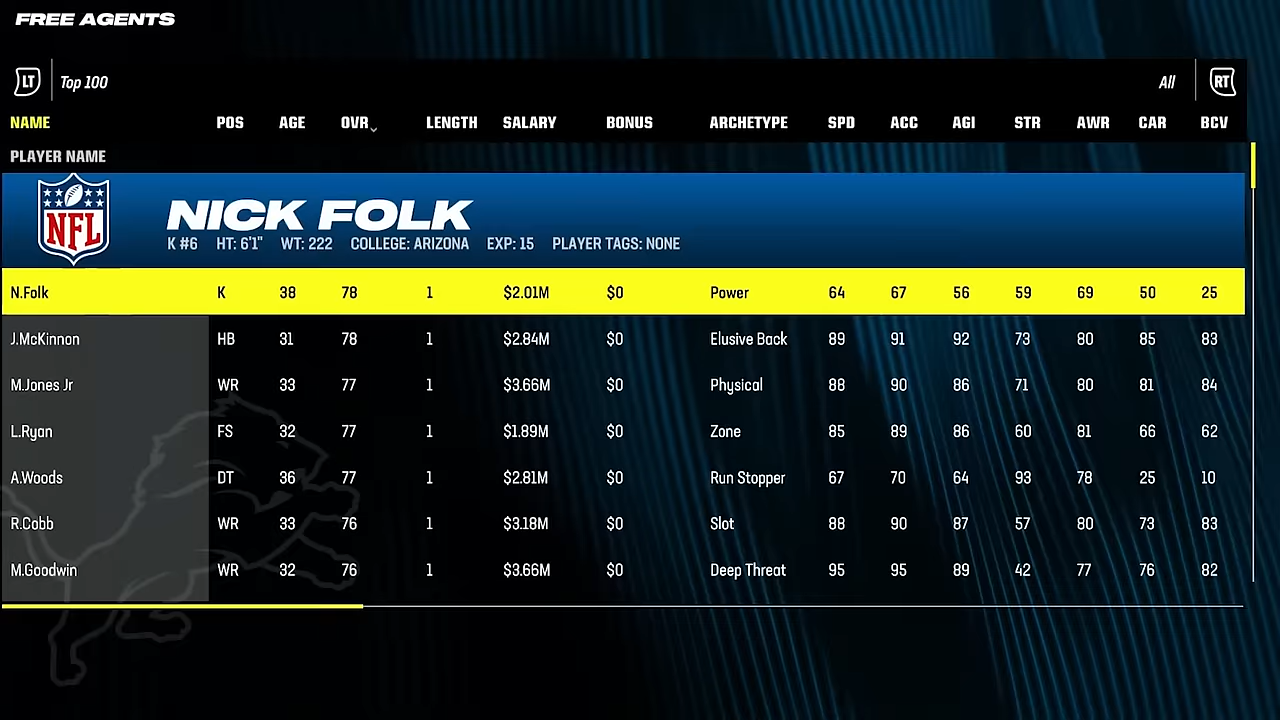 FREE AGENTS
LT Top 100 All RT
NAME POS AGE OVR LENGTH SALARY BONUS ARCHETYPE SPD ACC AGI STR AWR CAR BCV
PLAYER NAME
NFL
NICK FOLK
K #6 HT: 6'1" WT: 222 COLLEGE: ARIZONA EXP: 15 PLAYER TAGS: NONE
N.Folk K 38 78 1 $2.01M $0 Power 64 67 56 59 69 50 25
J.McKinnon HB 31 78 1 $2.84M $0 Elusive Back 89 91 92 73 80 85 83
M.Jones Jr WR 33 77 1 $3.66M $0 Physical 88 90 86 71 80 81 84
L.Ryan FS 32 77 1 $1.89M $0 Zone 85 89 86 60 81 66 62
A.Woods DT 36 77 1 $2.81M $0 Run Stopper 67 70 64 93 78 25 10
R.Cobb WR 33 76 1 $3.18M $0 Slot 88 90 87 57 80 73 83
M.Goodwin WR 32 76 1 $3.66M $0 Deep Threat 95 95 89 42 77 76 82